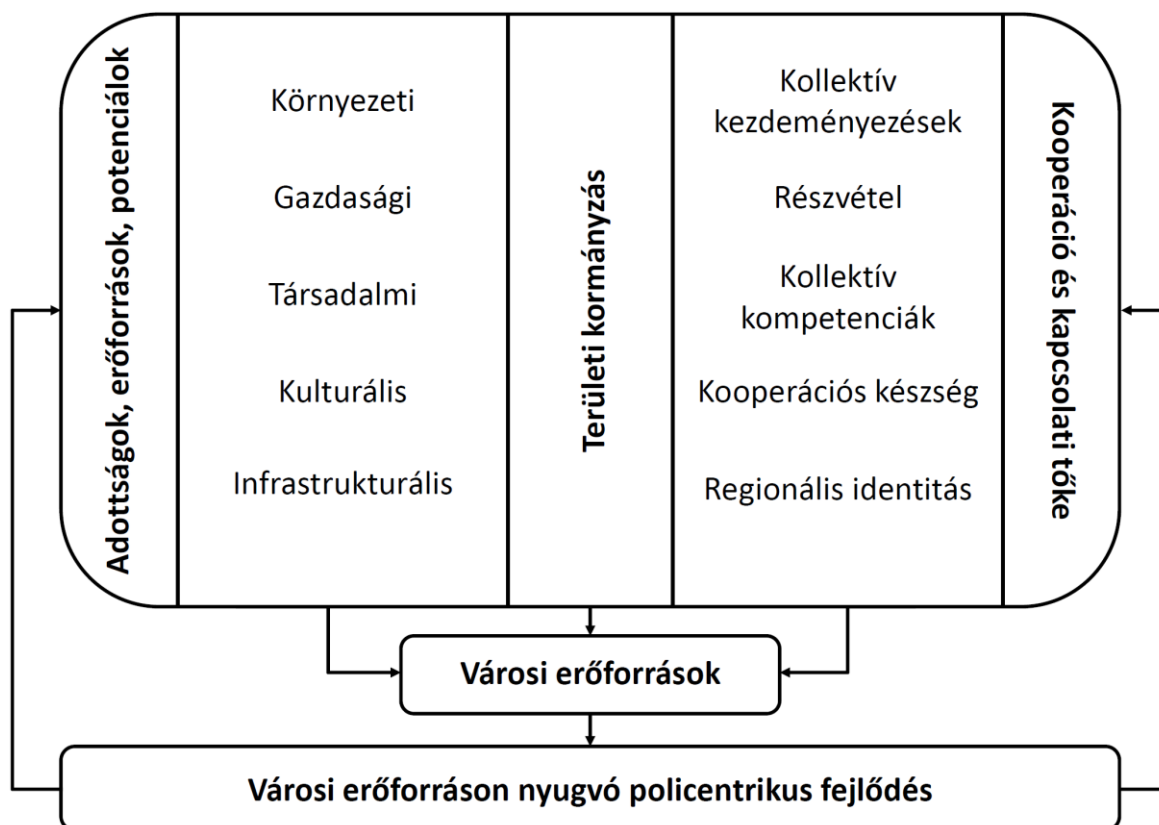 Adottságok, erőforrások, potenciálok
Környezeti
Gazdasági
Társadalmi
Kulturális
Infrastrukturális
Területi kormányzás
Kollektív
kezdeményezések
Részvétel
Kollektív
kompetenciák
Kooperációs készség
Regionális identitás
Kooperáció és kapcsolati tőke
Városi erőforrások
Városi erőforráson nyugvó policentrikus fejlődés